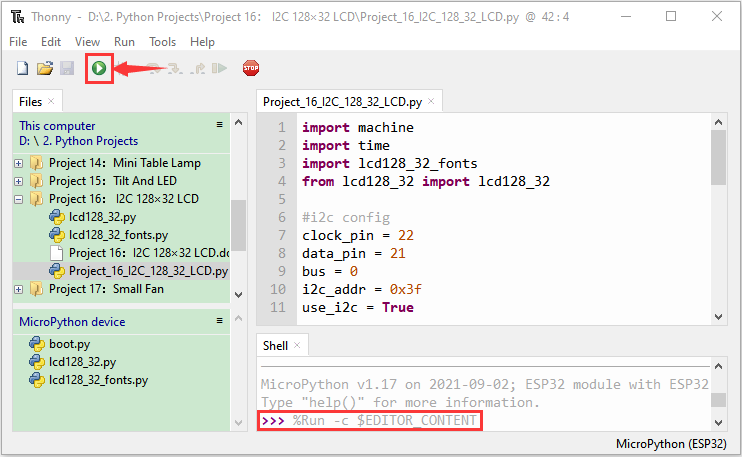 Thonny - D:\2. Python Projects\Project 16： I2C 128×32 LCD\Project_16_I2C_128_32_LCD.py @ 42:4
File Edit View Run Tools Help
STOP
Files
This computer
D: \ 2. Python Projects
Project 14： Mini Table Lamp
Project 15： Tilt And LED
Project 16： I2C 128×32 LCD
lcd128_32.py
lcd128_32_fonts.py
Project 16： I2C 128×32 LCD.dc
Project_16_I2C_128_32_LCD.py
Project 17： Small Fan
MicroPython device
boot.py
lcd128_32.py
lcd128_32_fonts.py
Project_16_I2C_128_32_LCD.py
1 import machine
2 import time
3 import lcd128_32_fonts
4 from lcd128_32 import lcd128_32
5
6 #i2c config
7 clock_pin = 22
8 data_pin = 21
9 bus = 0
10 i2c_addr = 0x3f
11 use_i2c = True
Shell
MicroPython v1.17 on 2021-09-02; ESP32 module with ESP32
Type "help()" for more information.
>>> %Run -c $EDITOR_CONTENT
MicroPython (ESP32)